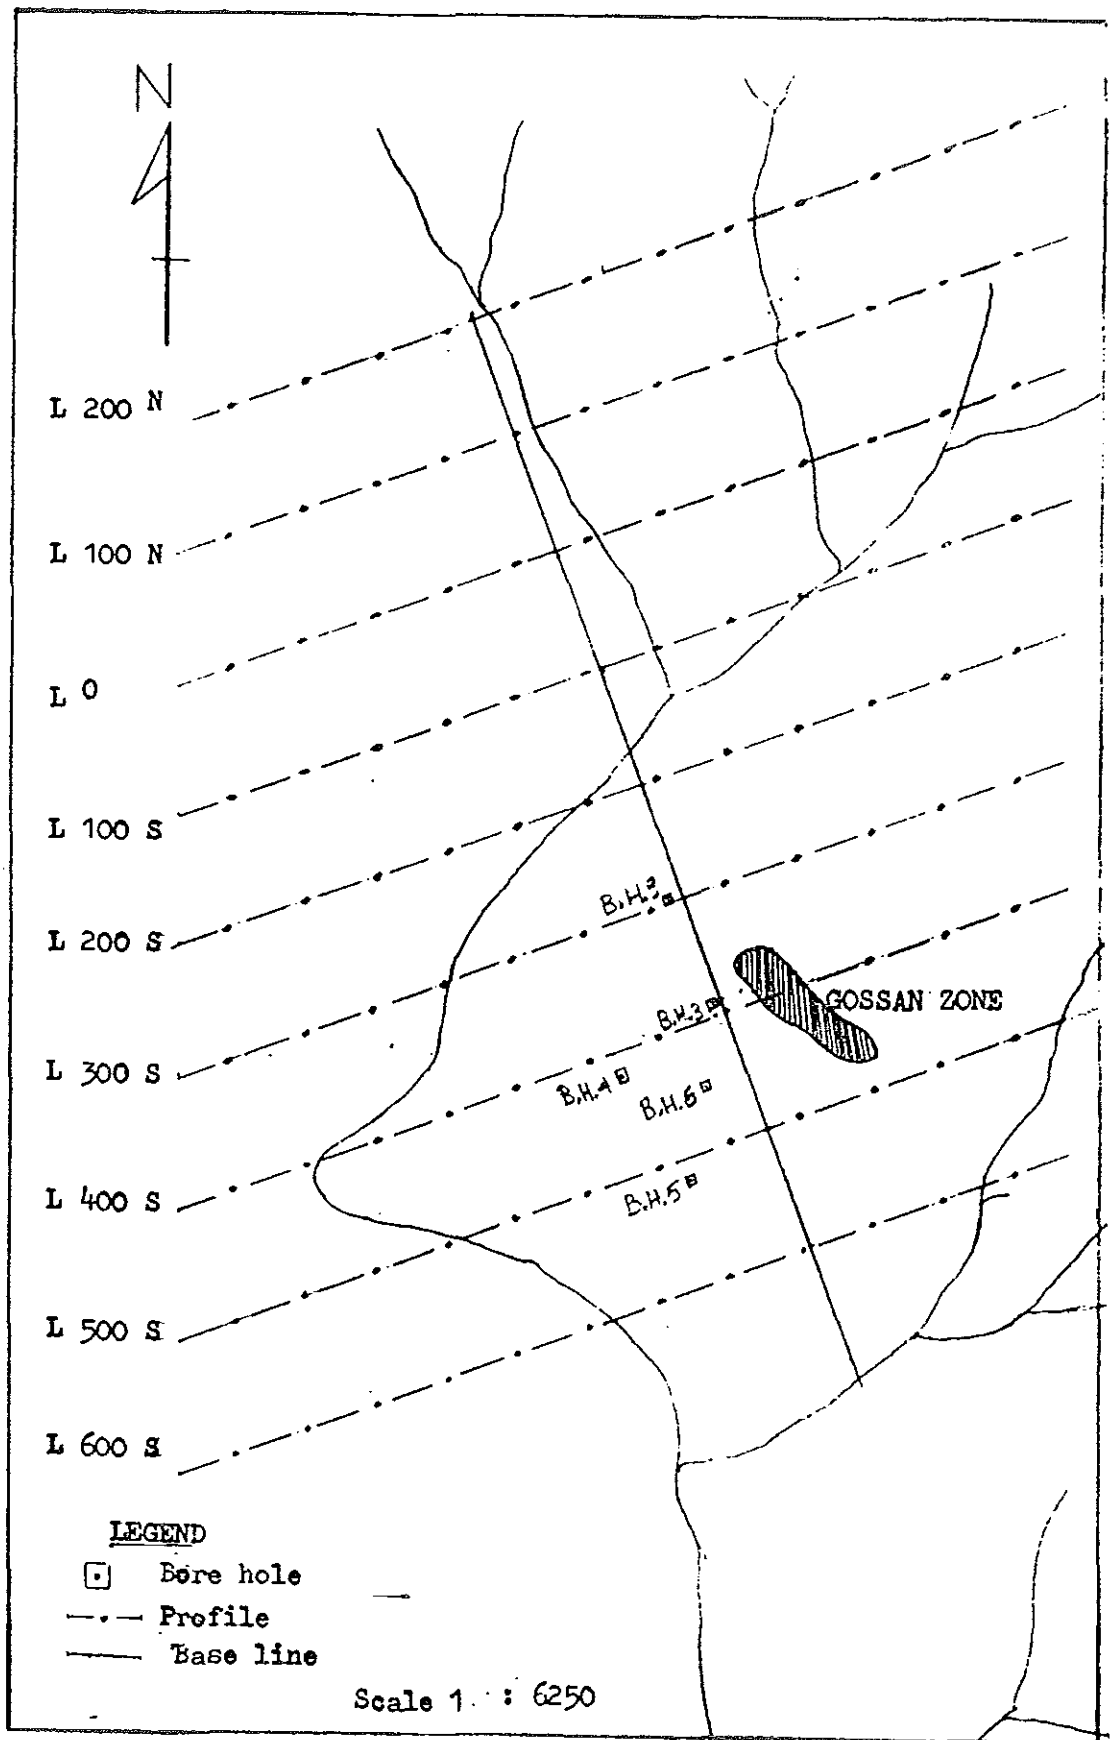 N
L 200 N
L 100 N
L 0
L 100 S
L 200 S
B.H.
L 300 S
GOSSAN ZONE
B.H.3
B.H.4
B.H.6
L 400 S
B.H.5
L 500 S
L 600 S
LEGEND
Bore hole
Profile
Base line
Scale 1 : 6250